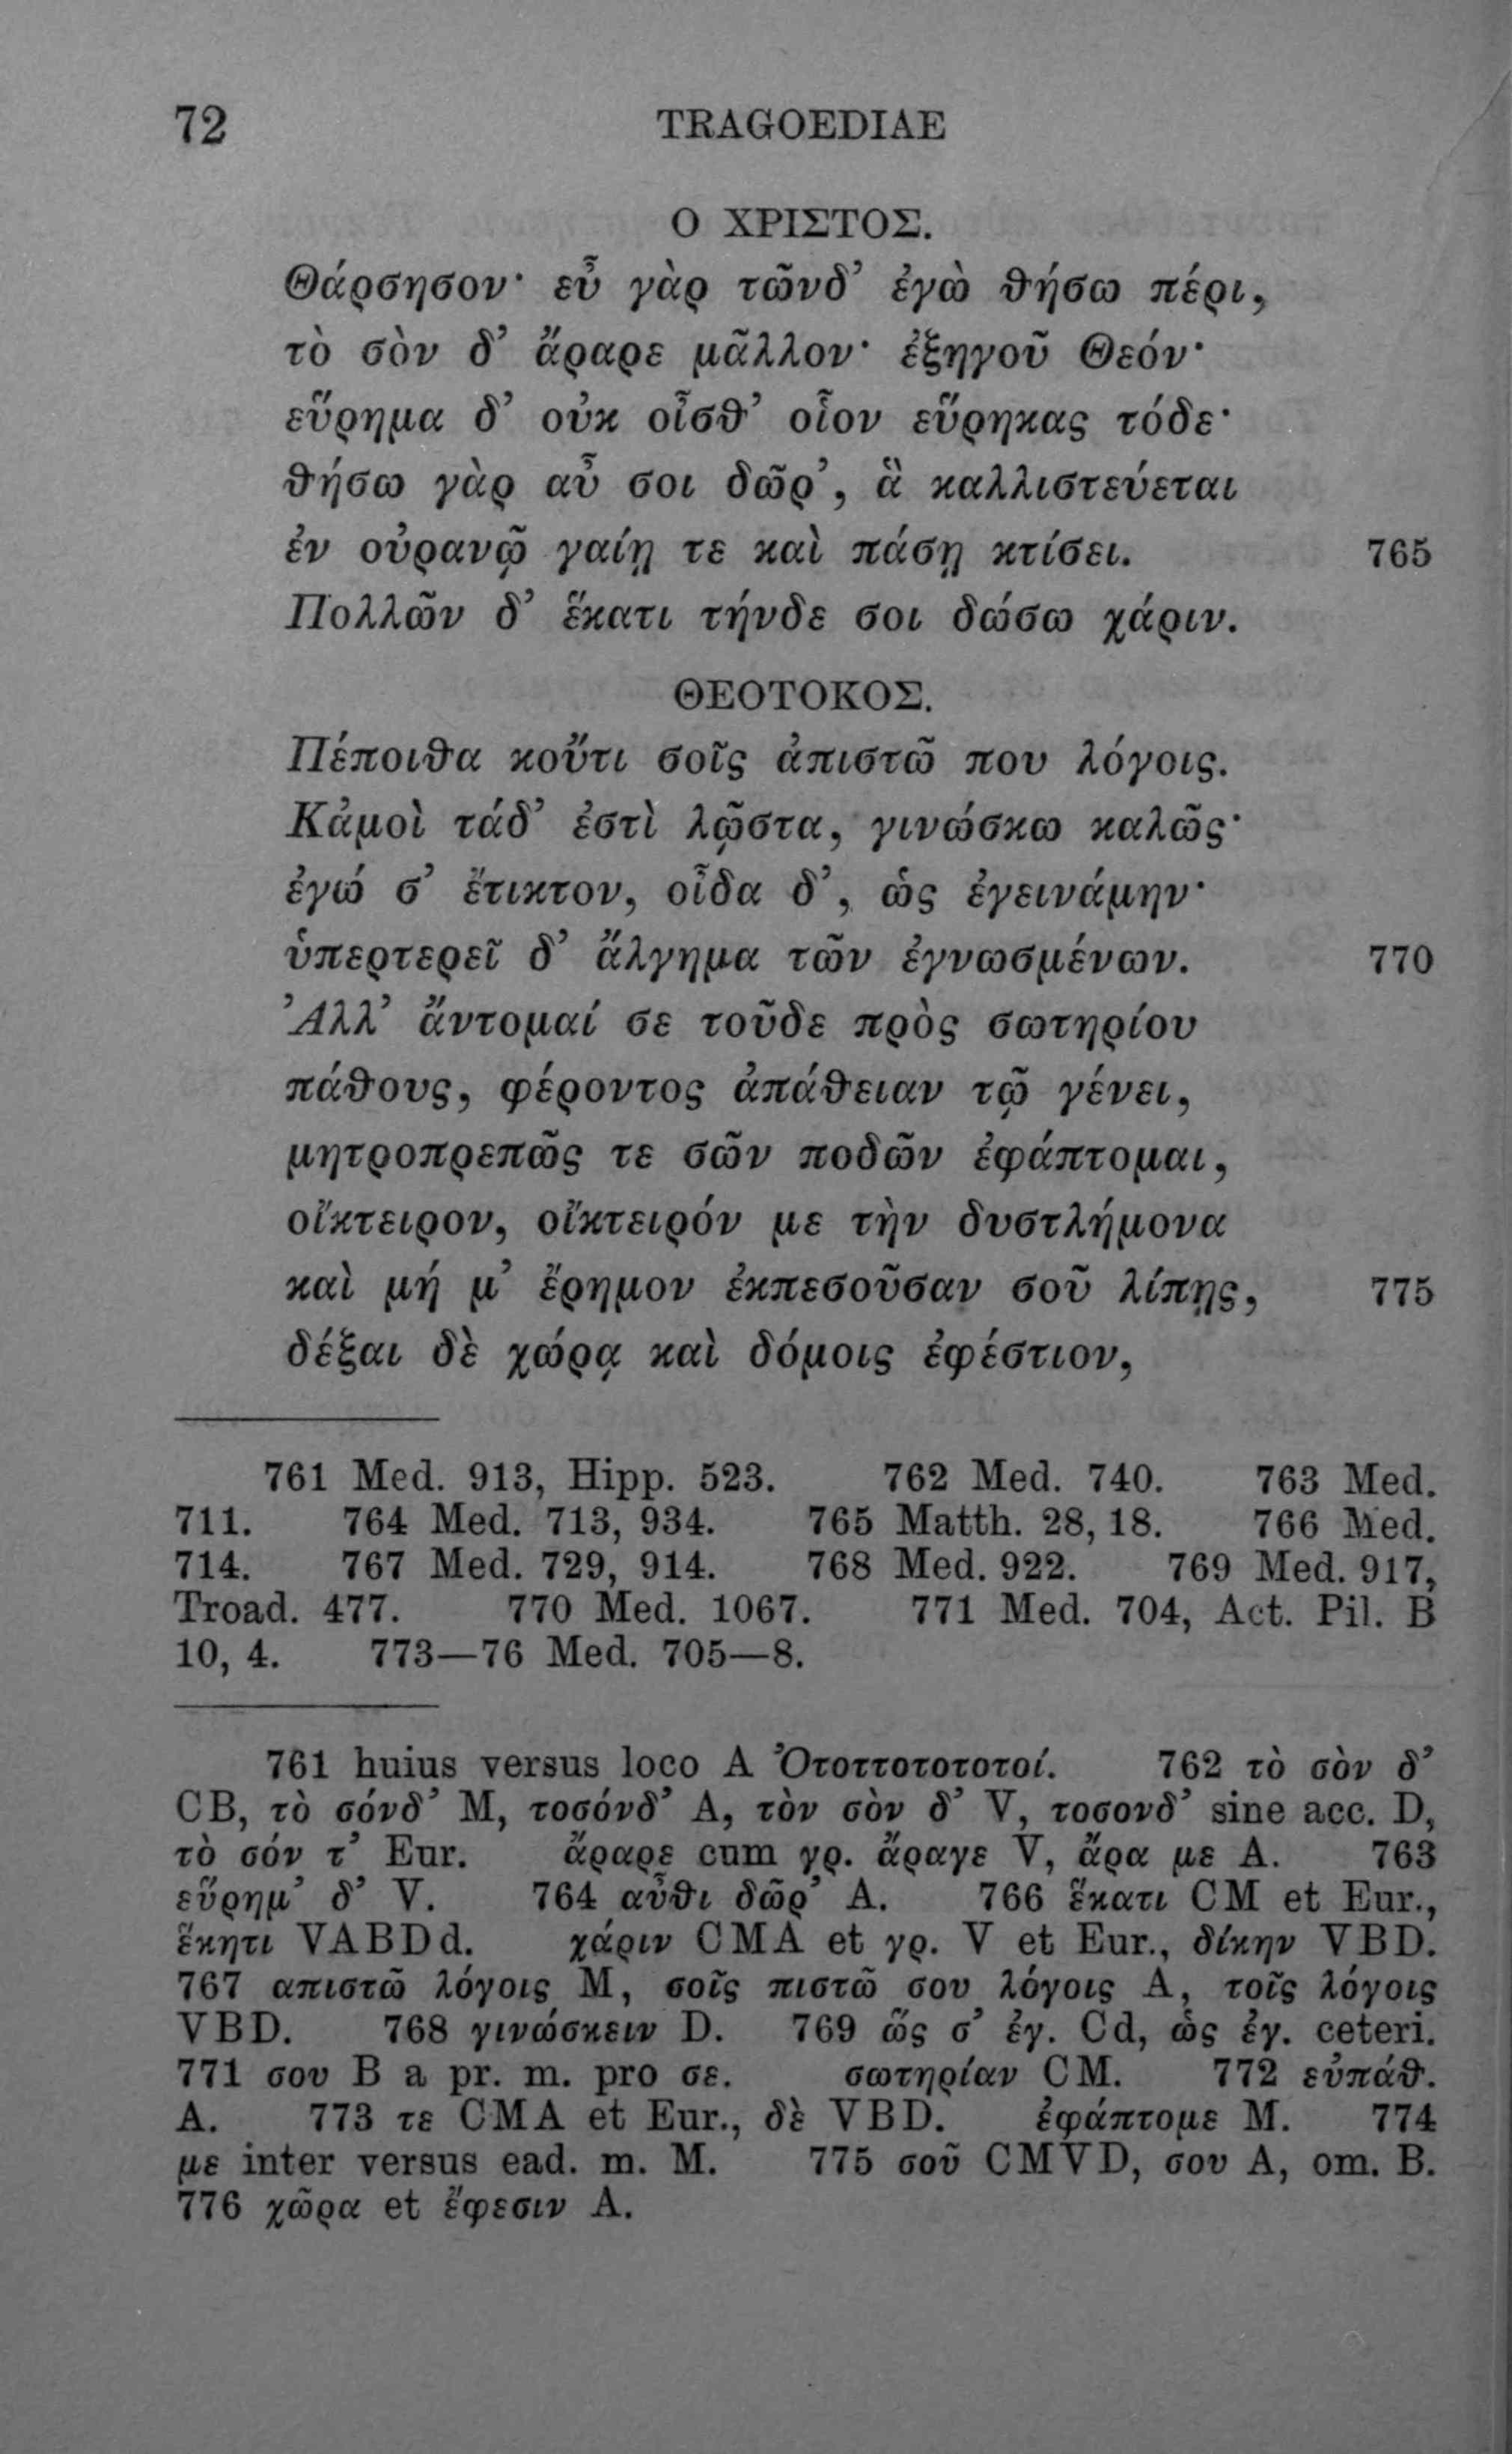 72 TRAGOEDIAE
Ο ΧΡΙΣΤΟΣ.
Θάρσησον· εὖ γὰρ τῶνδ’ ἐγὼ θήσω πέρι,
τὸ σὸν δ’ ἄραρε μᾶλλον· ἐξηγοῦ Θεόν·
εὕρημα δ’ οὐκ οἶσθ’ οἷον εὕρηκας τόδε·
θήσω γὰρ αὖ σοι δῶρ’, ἃ καλλιστεύεται
ἐν οὐρανῷ γαίῃ τε καὶ πάσῃ κτίσει. 765
Πολλῶν δ’ ἕκατι τήνδε σοι δώσω χάριν.
ΘΕΟΤΟΚΟΣ.
Πέποιθα κοὔτι σοῖς ἀπιστῶ που λόγοις.
Κἀμοὶ τάδ’ ἐστὶ λῷστα, γινώσκω καλῶς·
ἐγώ σ’ ἔτικτον, οἶδα δ’, ὡς ἐγεινάμην·
ὑπερτερεῖ δ’ ἄλγημα τῶν ἐγνωσμένων. 770
Ἀλλ’ ἄντομαί σε τοῦδε πρὸς σωτηρίου
πάθους, φέροντος ἀπάθειαν τῷ γένει,
μητροπρεπῶς τε σῶν ποδῶν ἐφάπτομαι,
οἴκτειρον, οἴκτειρόν με τὴν δυστλήμονα
καὶ μή μ’ ἔρημον ἐκπεσοῦσαν σοῦ λίπῃς, 775
δέξαι δὲ χώρᾳ καὶ δόμοις ἐφέστιον,
761 Med. 913, Hipp. 523. 762 Med. 740. 763 Med.
711. 764 Med. 713, 934. 765 Matth. 28, 18. 766 Med.
714. 767 Med. 729, 914. 768 Med. 922. 769 Med. 917,
Troad. 477. 770 Med. 1067. 771 Med. 704, Act. Pil. B
10, 4. 773—76 Med. 705—8.
761 huius versus loco A Ὀτοττοτοτοτοί. 762 τὸ σὸν δ’
CB, τὸ σόνδ’ M, τοσόνδ’ A, τὸν σὸν δ’ V, τοσονδ’ sine acc. D,
τὸ σόν τ’ Eur. ἄραρε cum γρ. ἄραγε V, ἄρα με A. 763
εὕρημ’ δ’ V. 764 αὖθι δῶρ’ A. 766 ἕκατι CM et Eur.,
ἕκητι VABDd. χάριν CMA et γρ. V et Eur., δίκην VBD.
767 απιστῶ λόγοις M, σοῖς πιστῶ σου λόγοις A, τοῖς λόγοις
VBD. 768 γινώσκειν D. 769 ὥς σ’ ἐγ. Cd, ὡς ἐγ. ceteri.
771 σου B a pr. m. pro σε. σωτηρίαν CM. 772 εὐπάθ.
A. 773 τε CMA et Eur., δὲ VBD. ἐφάπτομε M. 774
με inter versus ead. m. M. 775 σοῦ CMVD, σου A, om. B.
776 χῶρα et ἔφεσιν A.